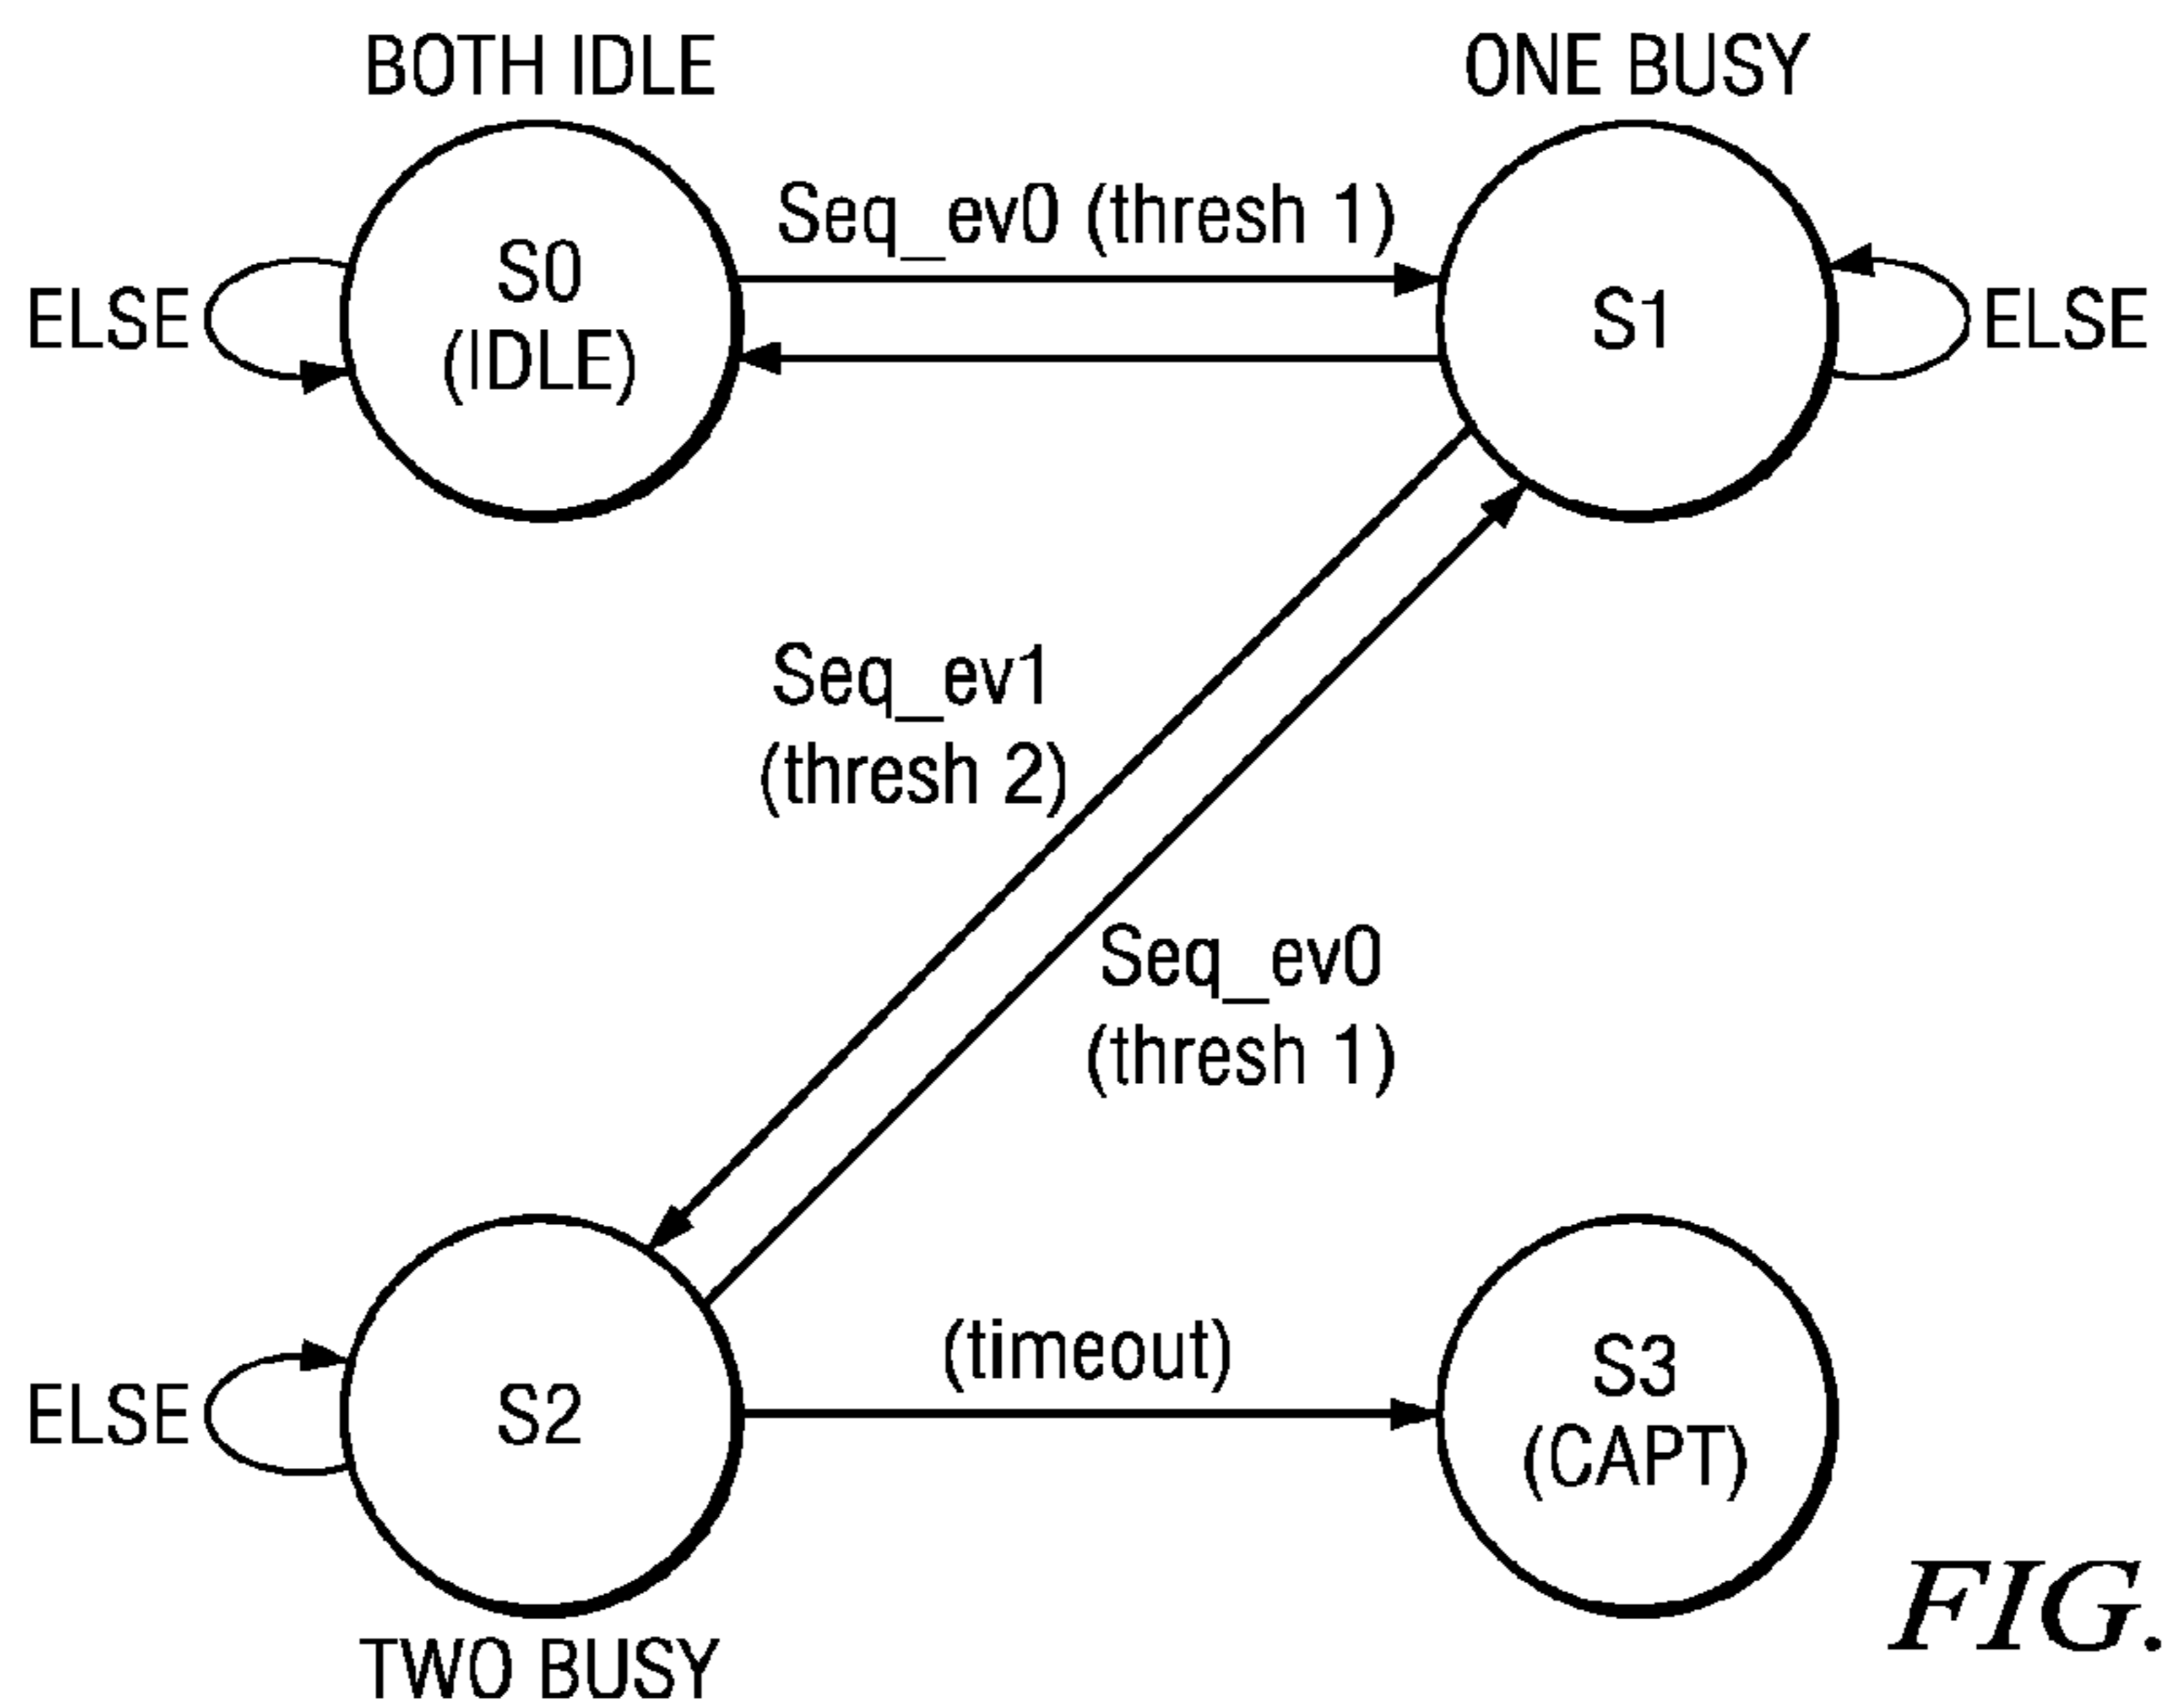 BOTH IDLE
ONE BUSY
Seq_ev0 (thresh 1)
S0
(IDLE)
ELSE
S1
ELSE
Seq_ev1
(thresh 2)
Seq_ev0
(thresh 1)
(timeout)
S2
ELSE
S3
(CAPT)
TWO BUSY
FIG.